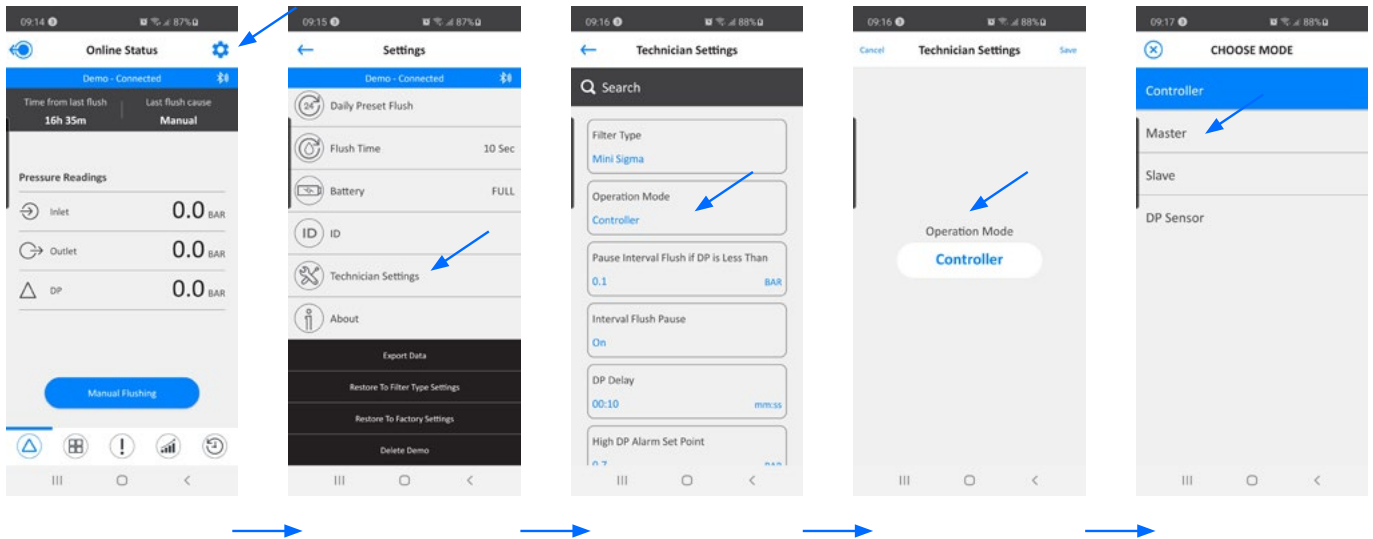 09:14
87%
Online Status
Demo - Connected
Time from last flush
Last flush cause
16h 35m
Manual
Pressure Readings
Inlet
0.0 BAR
Outlet
0.0 BAR
DP
0.0 BAR
Manual Flushing
09:15
87%
Settings
Demo - Connected
24
Daily Preset Flush
Flush Time
10 Sec
Battery
FULL
ID
ID
Technician Settings
About
Export Data
Restore To Filter Type Settings
Restore To Factory Settings
Delete Demo
09:16
88%
Technician Settings
Search
Filter Type
Mini Sigma
Operation Mode
Controller
Pause Interval Flush if DP is Less Than
0.1
BAR
Interval Flush Pause
On
DP Delay
00:10
mm:ss
High DP Alarm Set Point
0.7
BAR
09:16
88%
Cancel
Technician Settings
Save
Operation Mode
Controller
09:17
88%
CHOOSE MODE
Controller
Master
Slave
DP Sensor